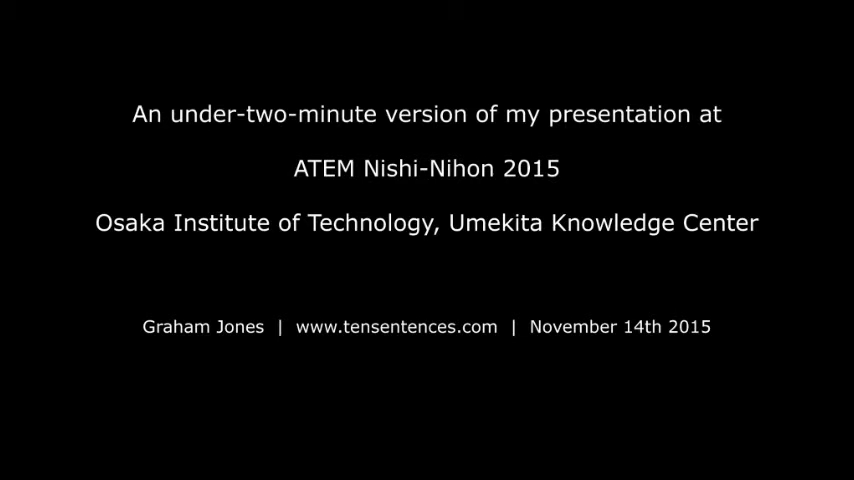 An under-two-minute version of my presentation at
ATEM Nishi-Nihon 2015
Osaka Institute of Technology, Umekita Knowledge Center
Graham Jones | www.tensentences.com | November 14th 2015